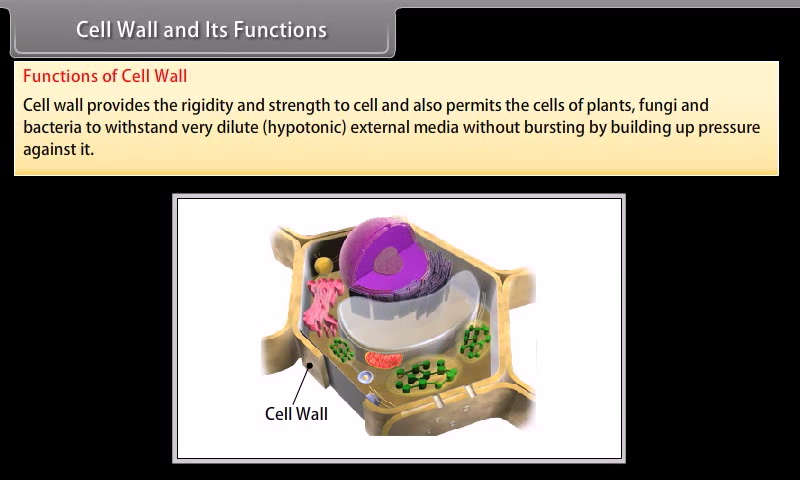 Cell Wall and Its Functions
Functions of Cell Wall
Cell wall provides the rigidity and strength to cell and also permits the cells of plants, fungi and
bacteria to withstand very dilute (hypotonic) external media without bursting by building up pressure
against it.
Cell Wall